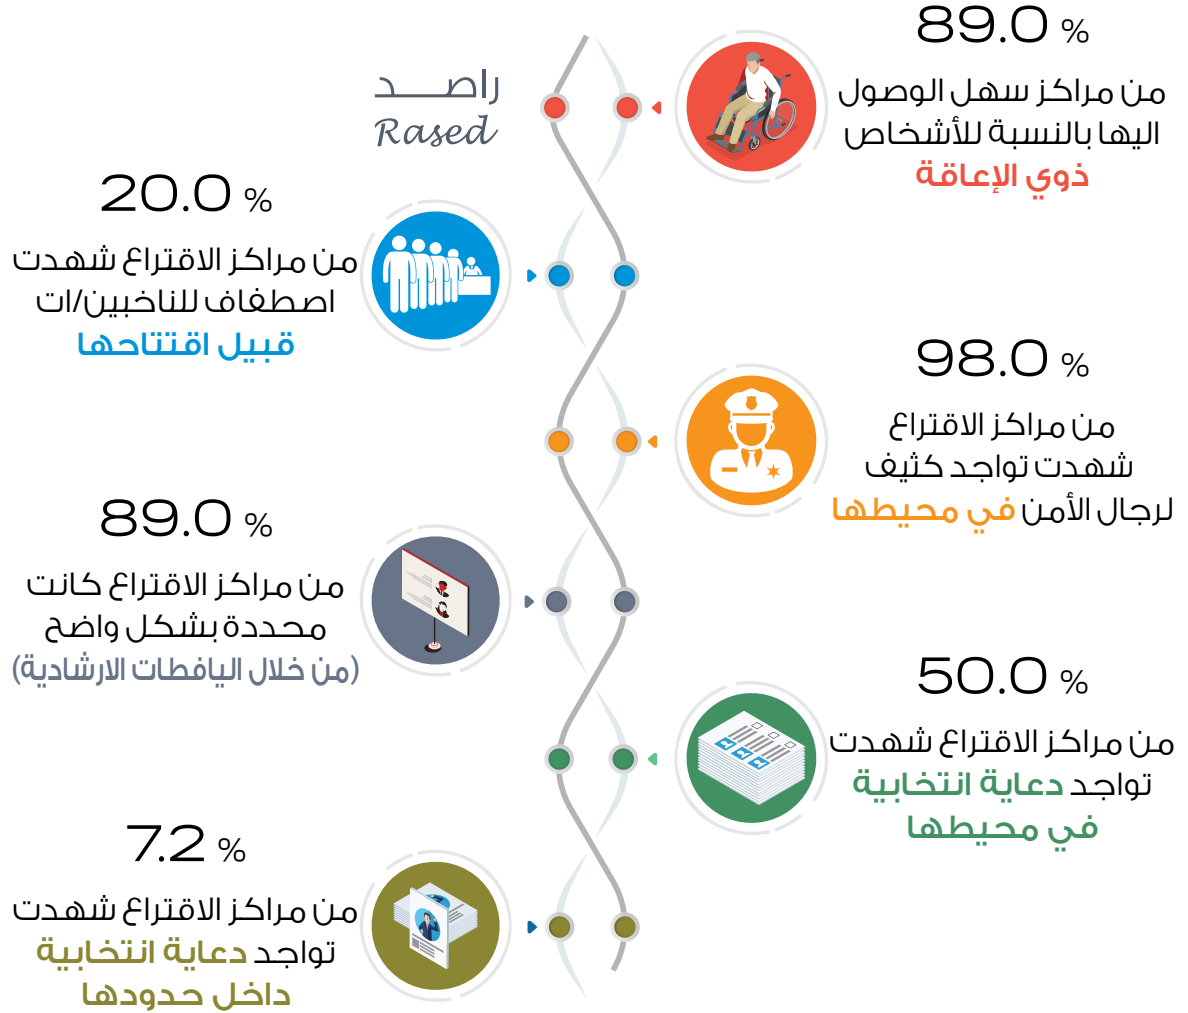 راصد
Rased
89.0 %
من مراكز سهل الوصول
اليها بالنسبة للأشخاص
ذوي الإعاقة
20.0 %
من مراكز الاقتراع شهدت
اصطفاف للناخبين/ات
قبيل اقتتاحها
98.0 %
من مراكز الاقتراع
شهدت تواجد كثيف
لرجال الأمن في محيطها
89.0 %
من مراكز الاقتراع كانت
محددة بشكل واضح
(من خلال اليافطات الارشادية)
50.0 %
من مراكز الاقتراع شهدت
تواجد دعاية انتخابية
في محيطها
7.2 %
من مراكز الاقتراع شهدت
تواجد دعاية انتخابية
داخل حدودها